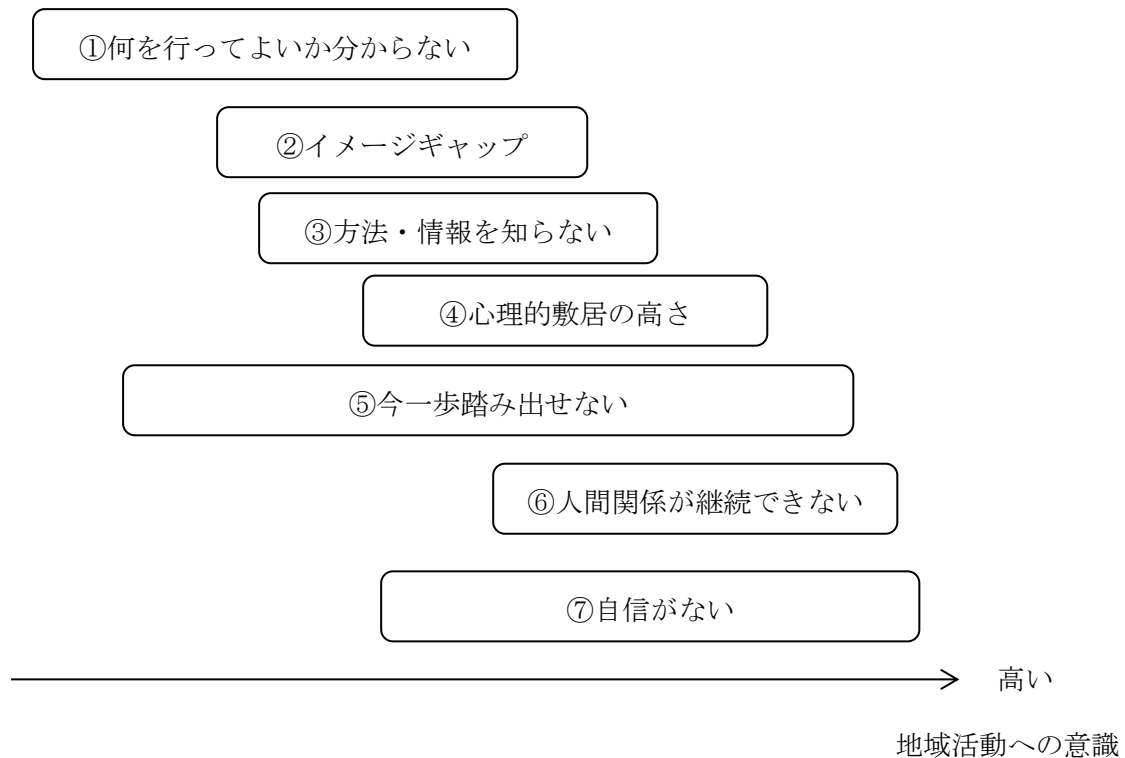 ①何を行ってよいか分からない
②イメージギャップ
③方法・情報を知らない
④心理的敷居の高さ
⑤今一歩踏み出せない
⑥人間関係が継続できない
⑦自信がない
高い
地域活動への意識